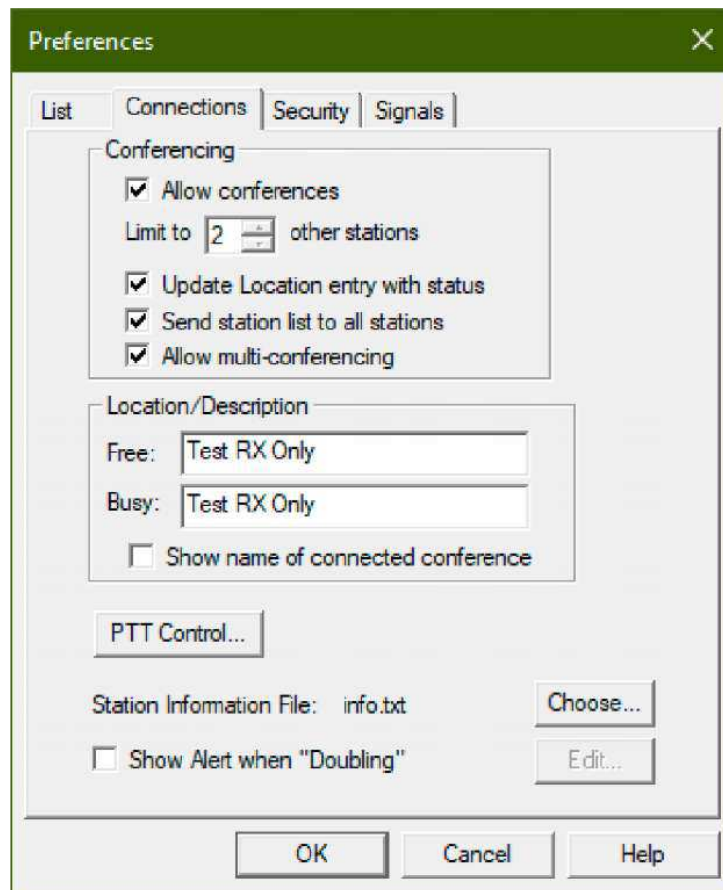 Preferences
List Connections Security Signals
Conferencing
Allow conferences
Limit to 2 other stations
Update Location entry with status
Send station list to all stations
Allow multi-conferencing
Location/Description
Free: Test RX Only
Busy: Test RX Only
Show name of connected conference
PTT Control...
Station Information File: info.txt Choose...
Show Alert when "Doubling" Edit...
OK Cancel Help